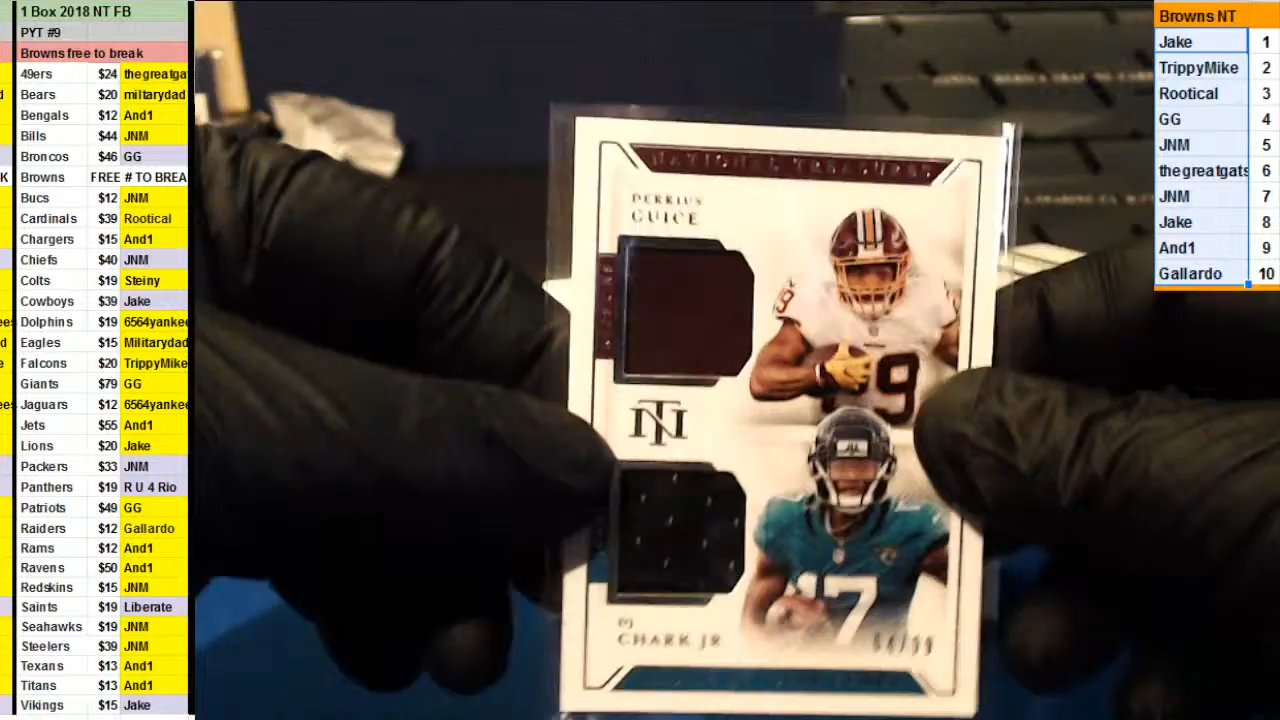 1 Box 2018 NT FB
PYT #9
Browns free to break
49ers $24 thegreatga
Bears $20 miltarydad
Bengals $12 And1
Bills $44 JNM
Broncos $46 GG
Browns FREE # TO BREA
Bucs $12 JNM
Cardinals $39 Rootical
Chargers $15 And1
Chiefs $40 JNM
Colts $19 Steiny
Cowboys $39 Jake
Dolphins $19 6564yankee
Eagles $15 Militarydad
Falcons $20 TrippyMike
Giants $79 GG
Jaguars $12 6564yankee
Jets $55 And1
Lions $20 Jake
Packers $33 JNM
Panthers $19 R U 4 Rio
Patriots $49 GG
Raiders $12 Gallardo
Rams $12 And1
Ravens $50 And1
Redskins $15 JNM
Saints $19 Liberate
Seahawks $19 JNM
Steelers $39 JNM
Texans $13 And1
Titans $13 And1
Vikings $15 Jake
NATIONAL TREASURES
DERRIUS
GUICE
NT
DJ
CHARK JR
17
Browns NT
Jake 1
TrippyMike 2
Rootical 3
GG 4
JNM 5
thegreatgats 6
JNM 7
Jake 8
And1 9
Gallardo 10